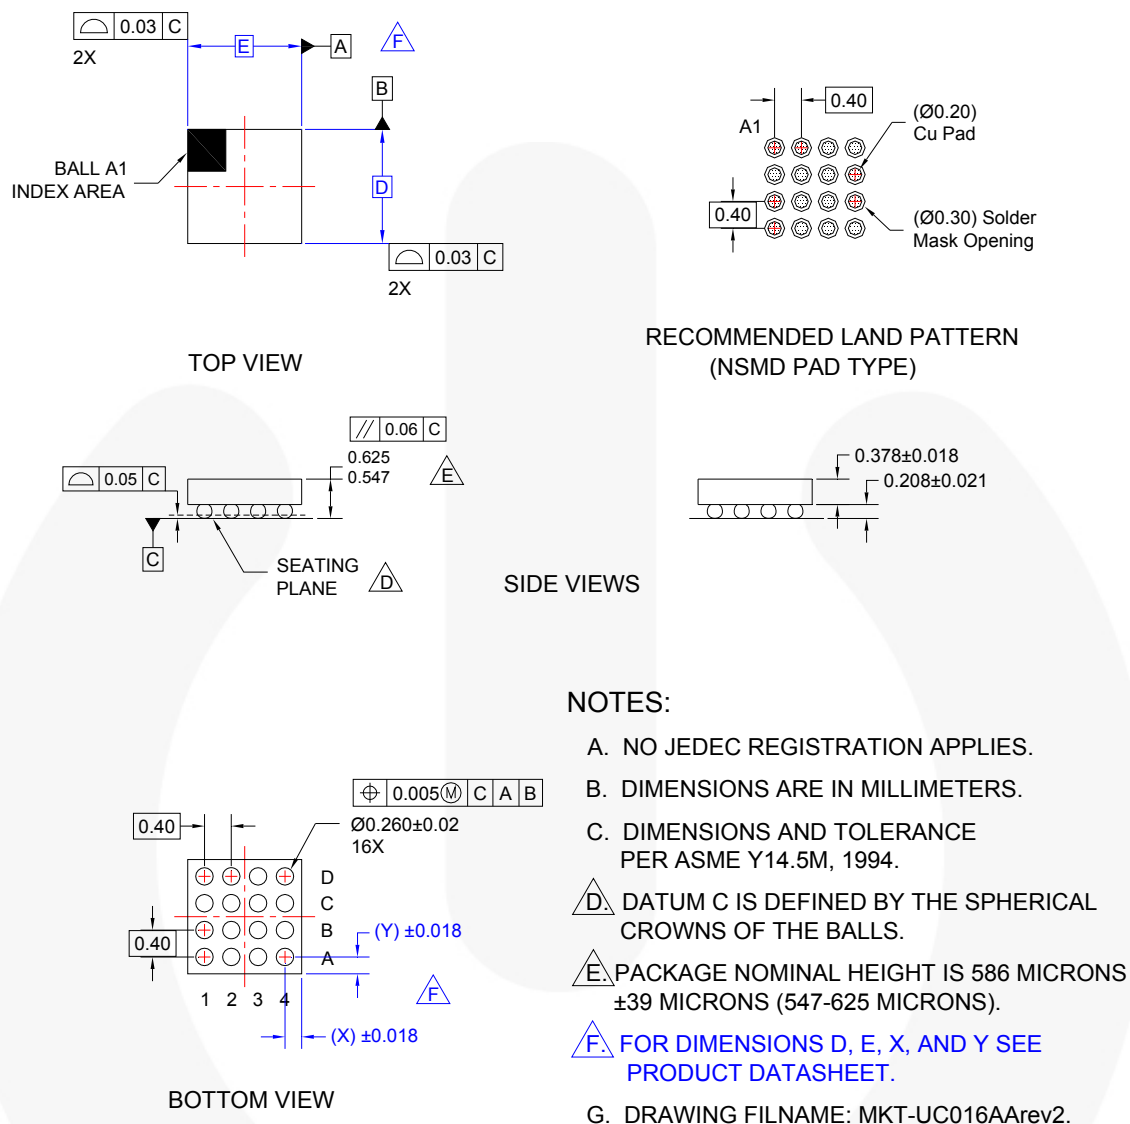 0.03 C
2X
E
A
F
B
BALL A1
INDEX AREA
D
0.03 C
2X
TOP VIEW
0.40
A1
(Ø0.20)
Cu Pad
0.40
(Ø0.30) Solder
Mask Opening
RECOMMENDED LAND PATTERN
(NSMD PAD TYPE)
// 0.06 C
0.625
0.547
E
0.05 C
C
SEATING
PLANE
D
0.378±0.018
0.208±0.021
SIDE VIEWS
⌖ 0.005Ⓜ C A B
Ø0.260±0.02
16X
0.40
D
C
B
A
0.40
(Y) ±0.018
1 2 3 4
F
(X) ±0.018
BOTTOM VIEW
NOTES:
A. NO JEDEC REGISTRATION APPLIES.
B. DIMENSIONS ARE IN MILLIMETERS.
C. DIMENSIONS AND TOLERANCE
PER ASME Y14.5M, 1994.
D. DATUM C IS DEFINED BY THE SPHERICAL
CROWNS OF THE BALLS.
E. PACKAGE NOMINAL HEIGHT IS 586 MICRONS
±39 MICRONS (547-625 MICRONS).
F. FOR DIMENSIONS D, E, X, AND Y SEE
PRODUCT DATASHEET.
G. DRAWING FILNAME: MKT-UC016AArev2.